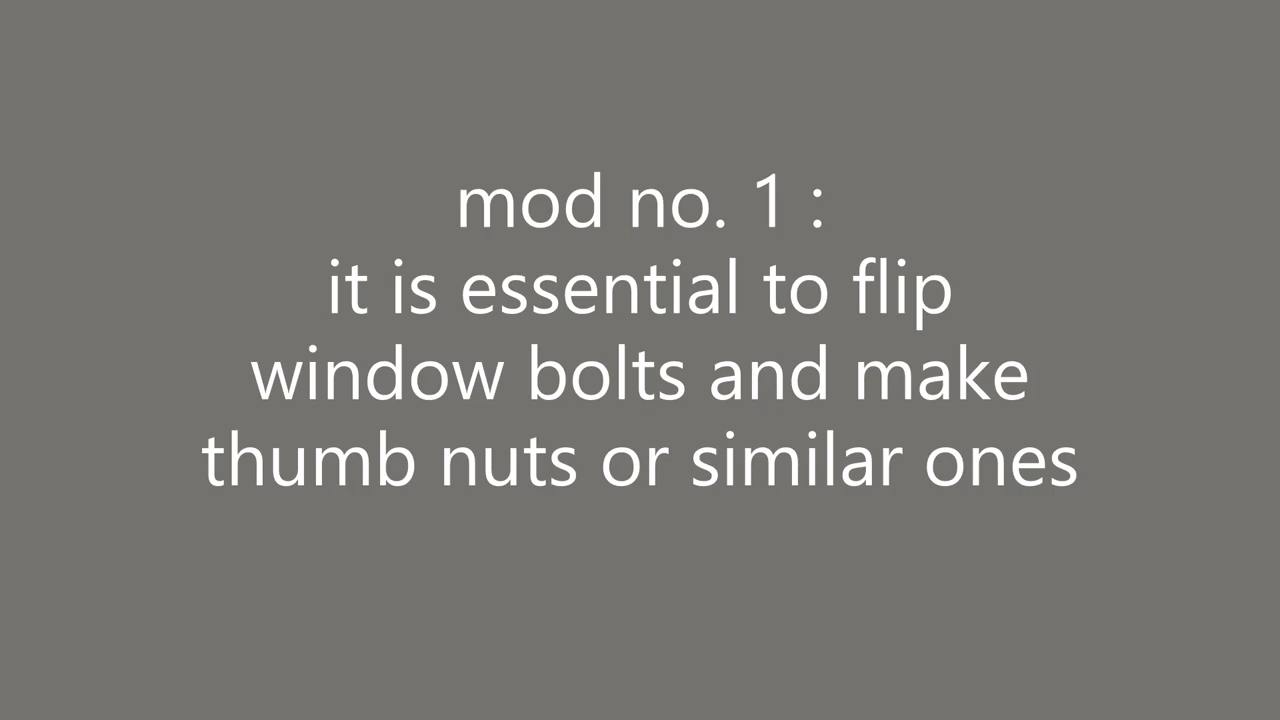 mod no. 1 :
it is essential to flip
window bolts and make
thumb nuts or similar ones